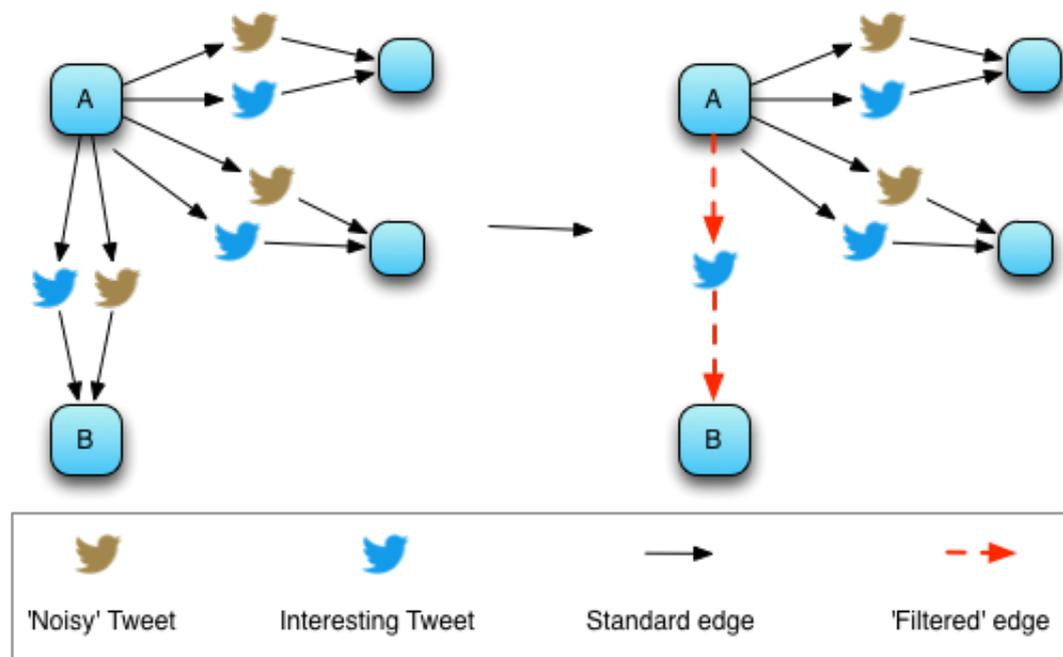 A
A
B
B
'Noisy' Tweet
Interesting Tweet
Standard edge
'Filtered' edge